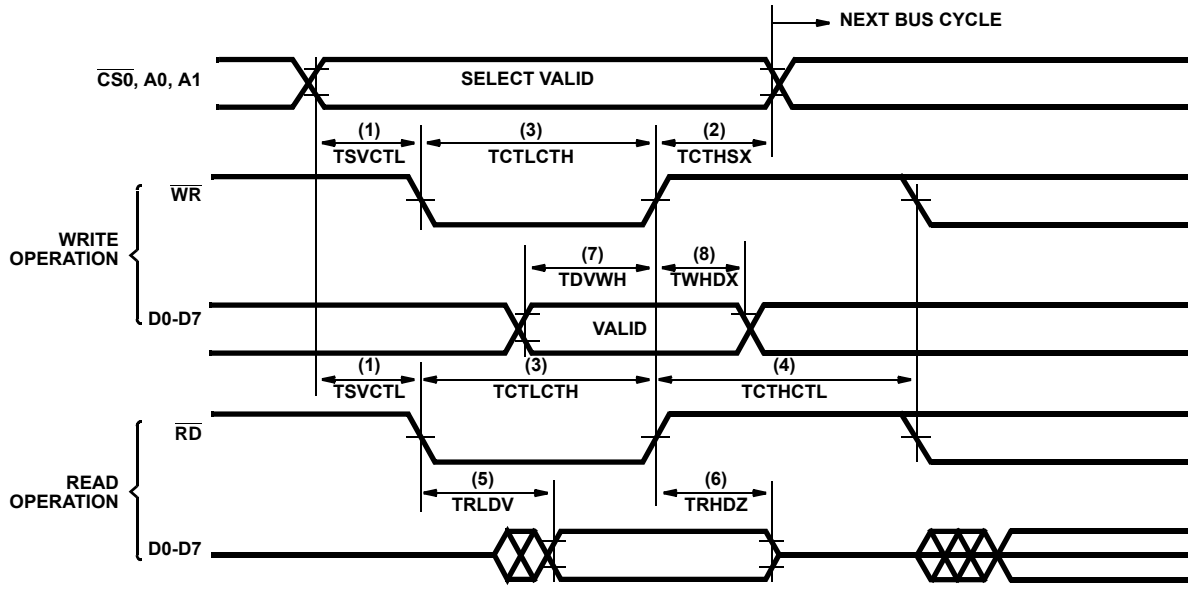 NEXT BUS CYCLE
CS0, A0, A1
SELECT VALID
(1)
TSVCTL
(3)
TCTLCTH
(2)
TCTHSX
WR
WRITE
OPERATION
(7)
TDVWH
(8)
TWHDX
D0-D7
VALID
(1)
TSVCTL
(3)
TCTLCTH
(4)
TCTHCTL
RD
READ
OPERATION
(5)
TRLDV
(6)
TRHDZ
D0-D7